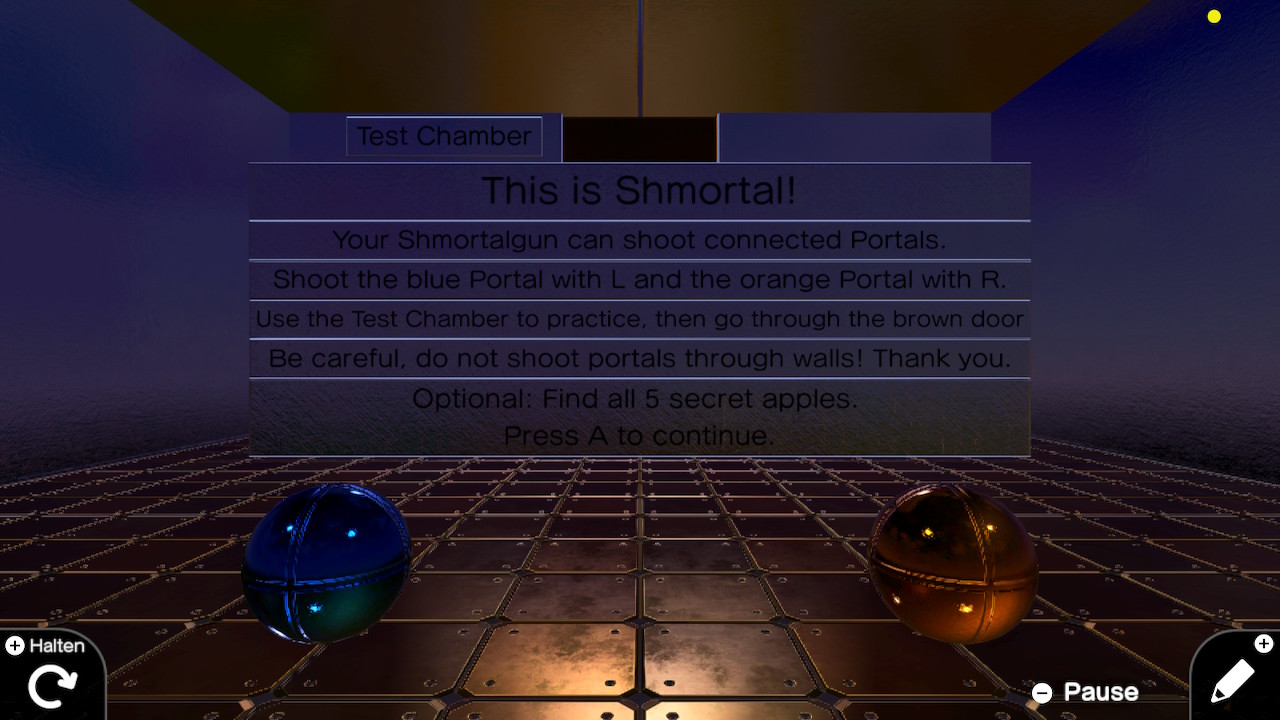 Test Chamber
This is Shmortal!
Your Shmortalgun can shoot connected Portals.
Shoot the blue Portal with L and the orange Portal with R.
Use the Test Chamber to practice, then go through the brown door
Be careful, do not shoot portals through walls! Thank you.
Optional: Find all 5 secret apples.
Press A to continue.
Halten
Pause